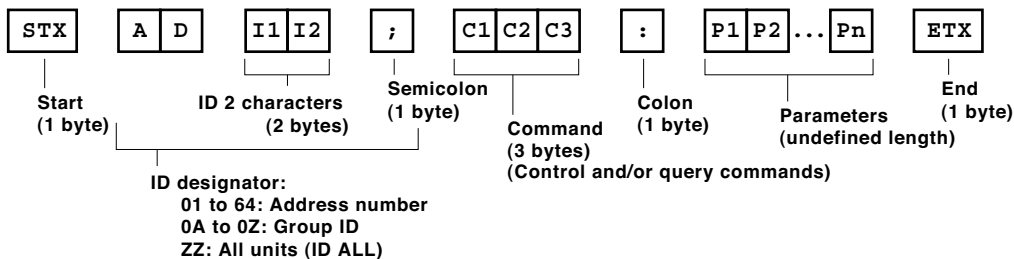 STX A D I1 I2 ; C1 C2 C3 : P1 P2 ... Pn ETX
Start
(1 byte)
ID 2 characters
(2 bytes)
Semicolon
(1 byte)
Command
(3 bytes)
(Control and/or query commands)
Colon
(1 byte)
Parameters
(undefined length)
End
(1 byte)
ID designator:
01 to 64: Address number
0A to 0Z: Group ID
ZZ: All units (ID ALL)